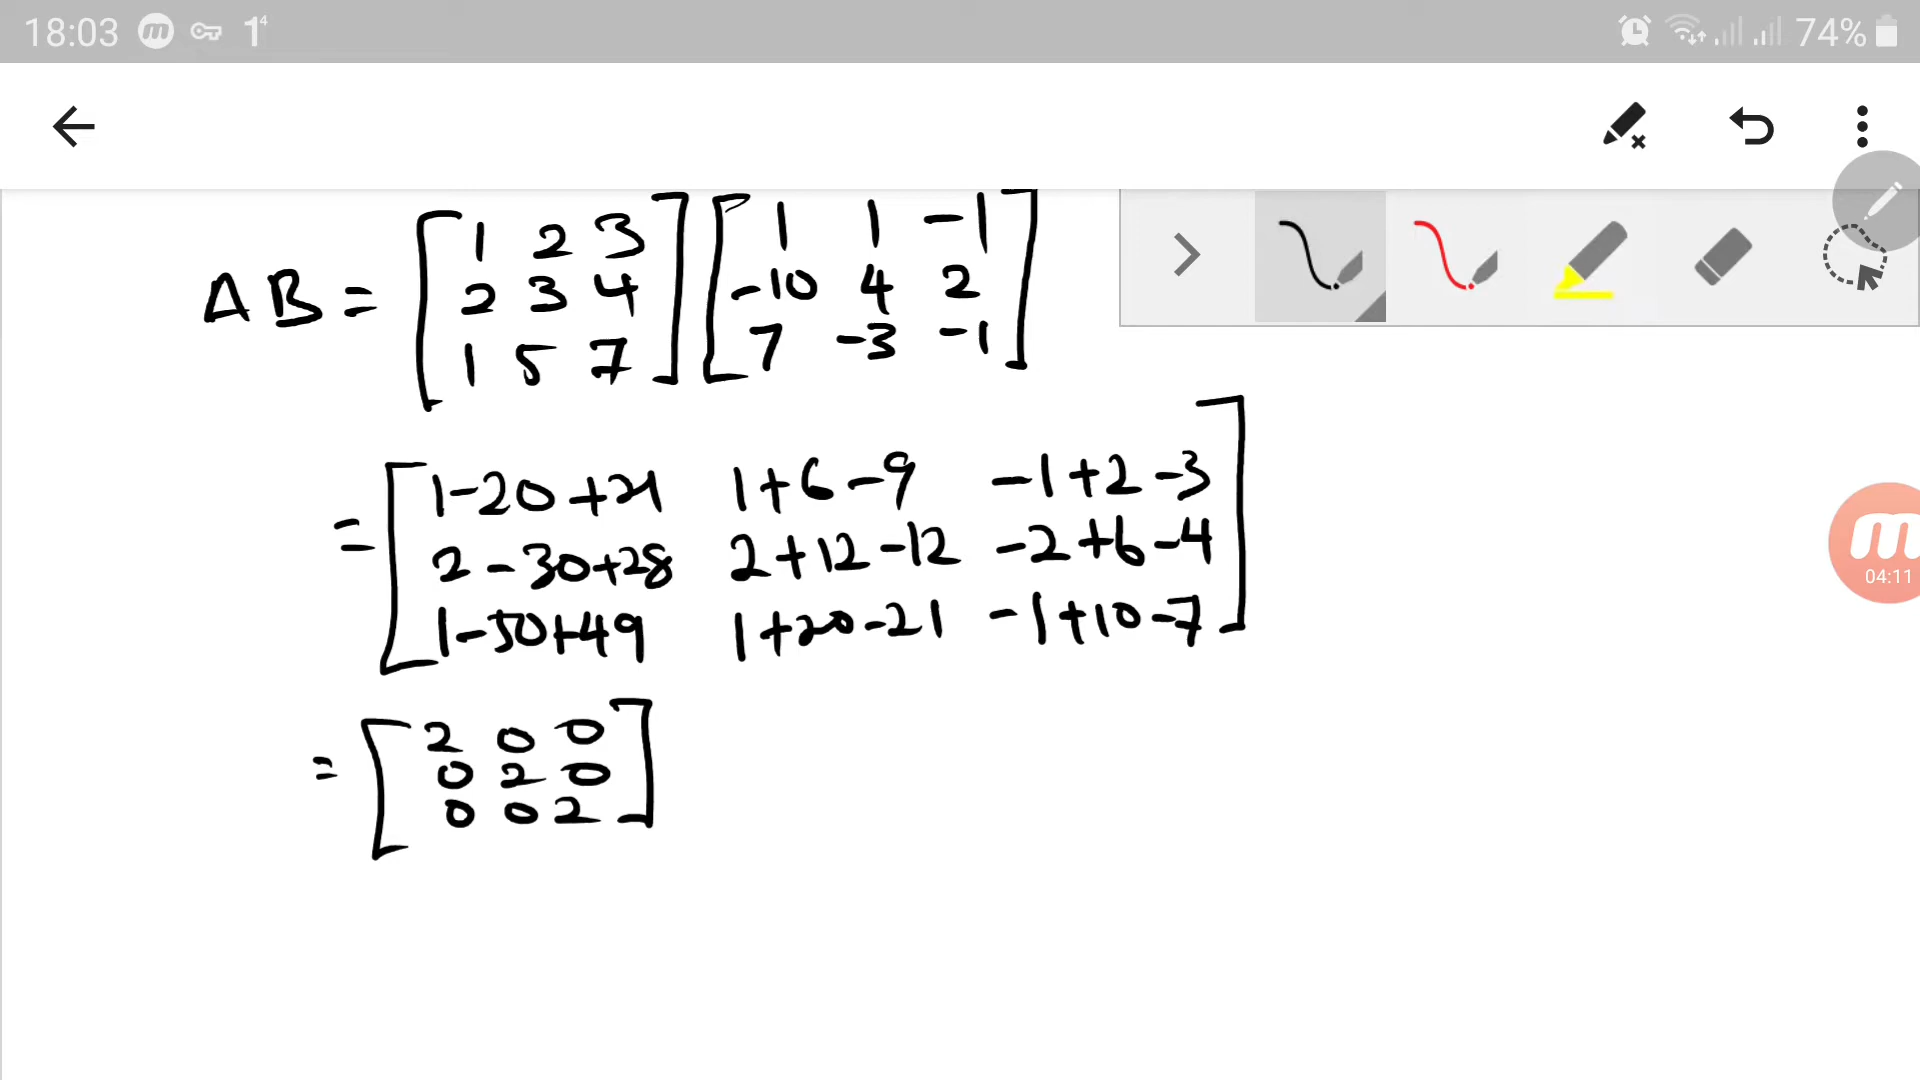 18:03 m 1⁴ 74%
AB = [1 2 3] [1 1 -1]
[2 3 4] [-10 4 2]
[1 5 7] [7 -3 -1]
= [1-20+21 1+6-9 -1+2-3]
[2-30+28 2+12-12 -2+6-4]
[1-50+49 1+20-21 -1+10-7]
= [2 0 0]
[0 2 0]
[0 0 2]
m
04:11